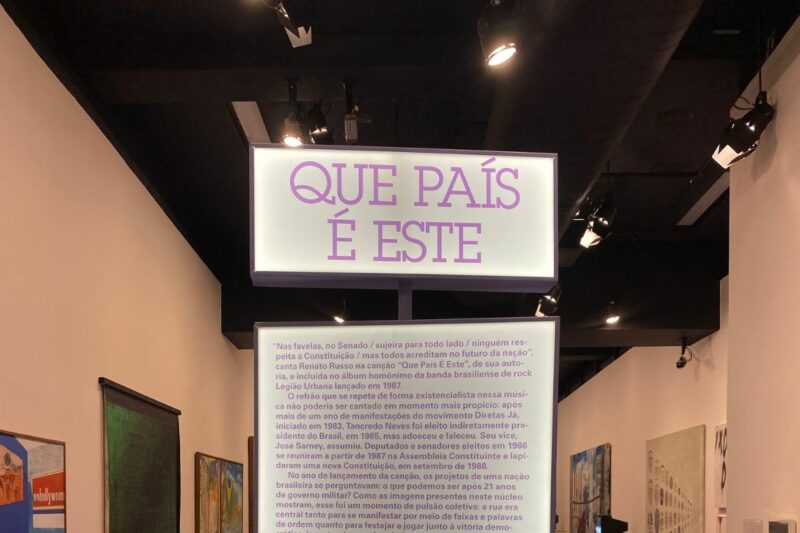 QUE PAÍS
É ESTE
"Nas favelas, no Senado / sujeira para todo lado / ninguém res-
peita a Constituição / mas todos acreditam no futuro da nação",
canta Renato Russo na canção "Que País É Este", de sua auto-
ria, e incluída no álbum homônimo da banda brasiliense de rock
Legião Urbana lançado em 1987.
O refrão que se repete de forma existencialista nessa músi-
ca não poderia ser cantado em momento mais propício: após
mais de um ano de manifestações do movimento Diretas Já,
iniciado em 1983, Tancredo Neves foi eleito indiretamente pre-
sidente do Brasil, em 1985, mas adoeceu e faleceu. Seu vice,
José Sarney, assumiu. Deputados e senadores eleitos em 1986
se reuniram a partir de 1987 na Assembleia Constituinte e lapi-
daram uma nova Constituição, em setembro de 1988.
No ano de lançamento da canção, os projetos de uma nação
brasileira se perguntavam: o que podemos ser após 21 anos
de governo militar? Como as imagens presentes neste núcleo
mostram, esse foi um momento de pulsão coletiva: a rua era
central tanto para se manifestar por meio de faixas e palavras
de ordem quanto para festejar e jogar junto à vitória demo-